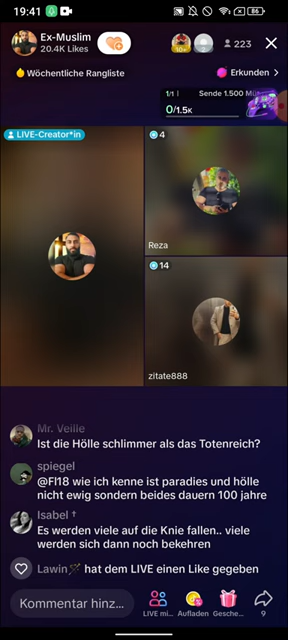 19:41
86
Ex-Muslim
20.4K Likes
10+
223
Wöchentliche Rangliste
Erkunden >
1/1 | Sende 1.500 Mü
0/1.5K
LIVE-Creator*in
4
Reza
14
zitate888
Mr. Veille
Ist die Hölle schlimmer als das Totenreich?
spiegel
@Fl18 wie ich kenne ist paradies und hölle
nicht ewig sondern beides dauern 100 jahre
Isabel †
Es werden viele auf die Knie fallen.. viele
werden sich dann noch bekehren
Lawin hat dem LIVE einen Like gegeben
Kommentar hinz...
LIVE mi...
Aufladen
Gesche...
9